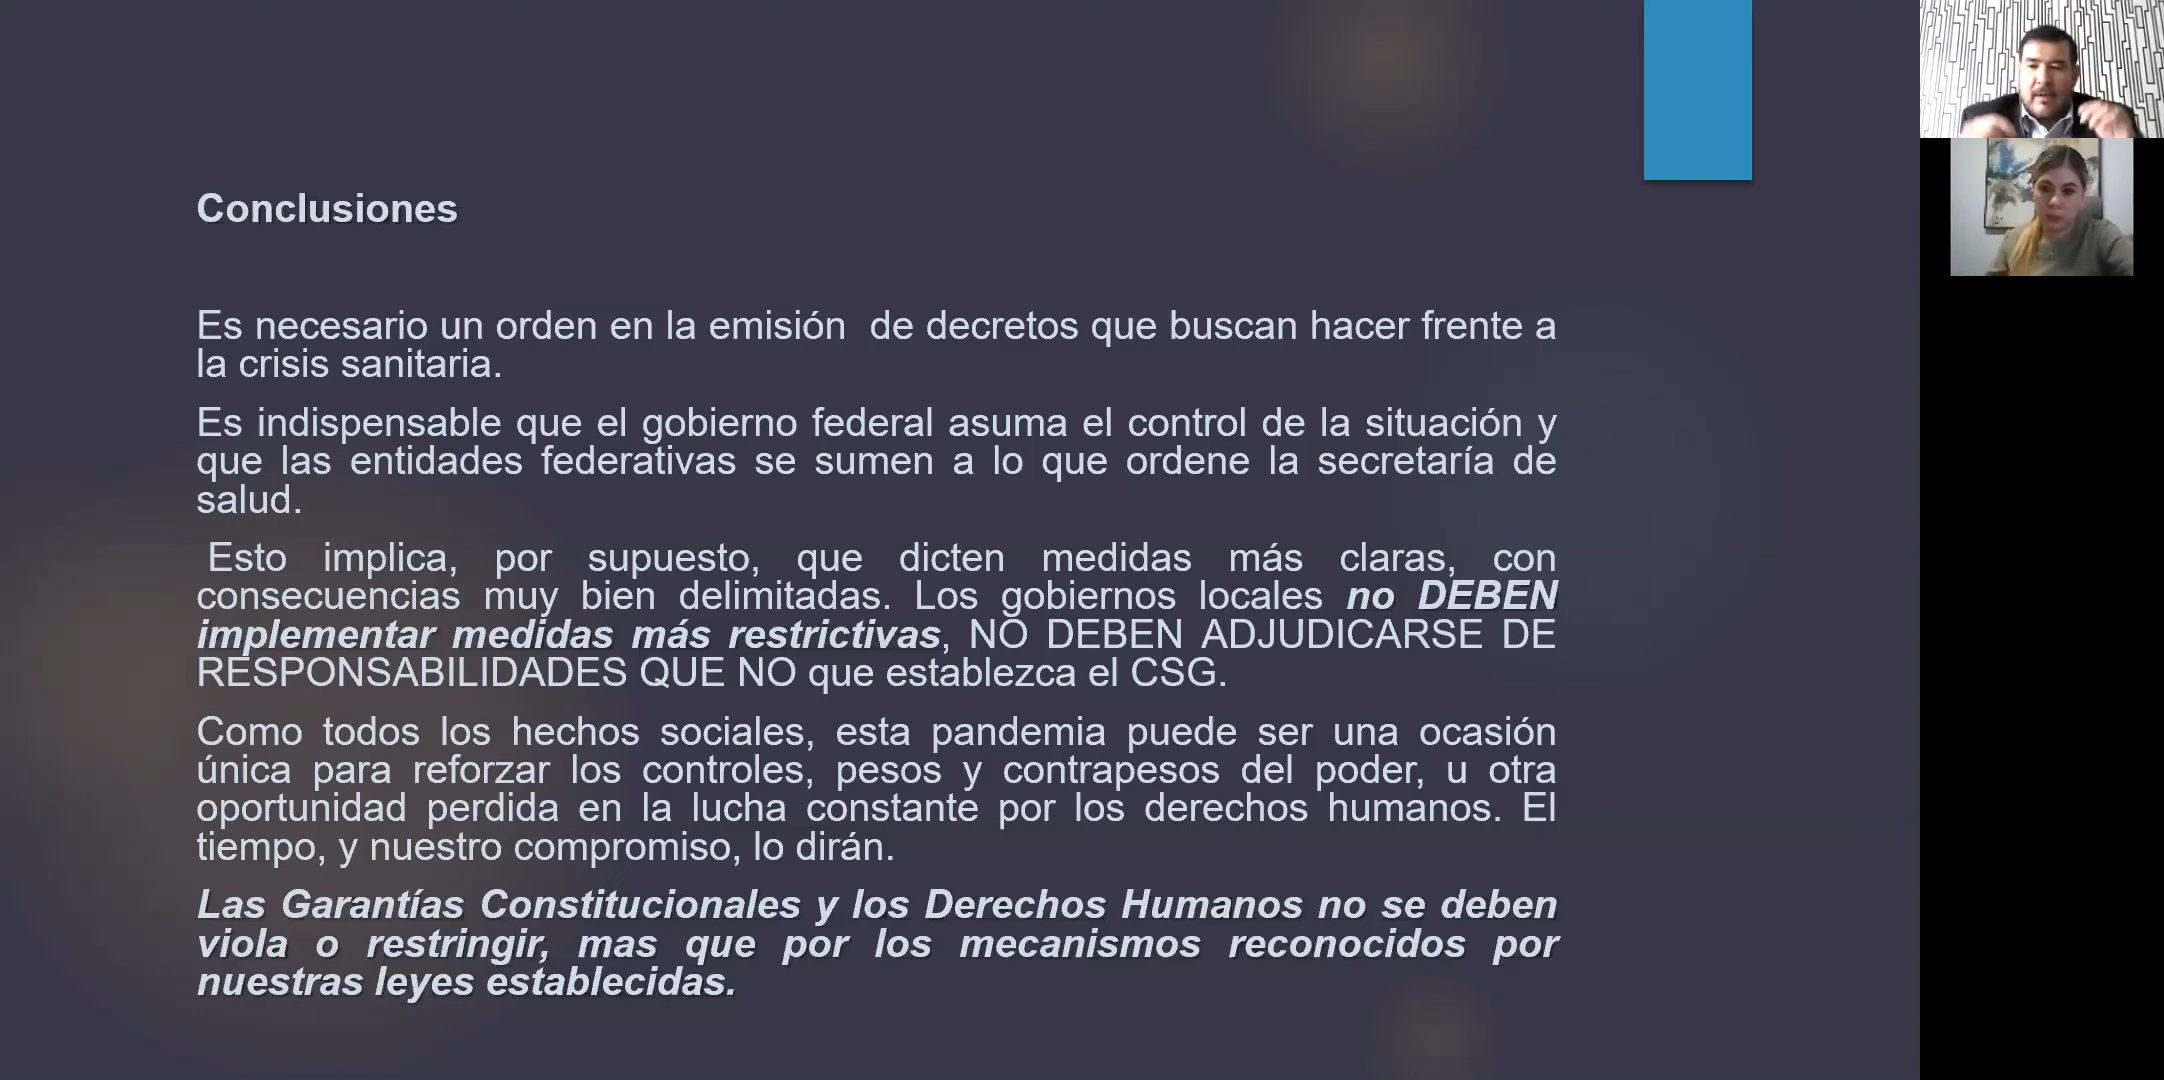 Conclusiones
Es necesario un orden en la emisión  de decretos que buscan hacer frente a
la crisis sanitaria.
Es indispensable que el gobierno federal asuma el control de la situación y
que las entidades federativas se sumen a lo que ordene la secretaría de
salud.
Esto implica, por supuesto, que dicten medidas más claras, con
consecuencias muy bien delimitadas. Los gobiernos locales no DEBEN
implementar medidas más restrictivas, NO DEBEN ADJUDICARSE DE
RESPONSABILIDADES QUE NO que establezca el CSG.
Como todos los hechos sociales, esta pandemia puede ser una ocasión
única para reforzar los controles, pesos y contrapesos del poder, u otra
oportunidad perdida en la lucha constante por los derechos humanos. El
tiempo, y nuestro compromiso, lo dirán.
Las Garantías Constitucionales y los Derechos Humanos no se deben
viola o restringir, mas que por los mecanismos reconocidos por
nuestras leyes establecidas.